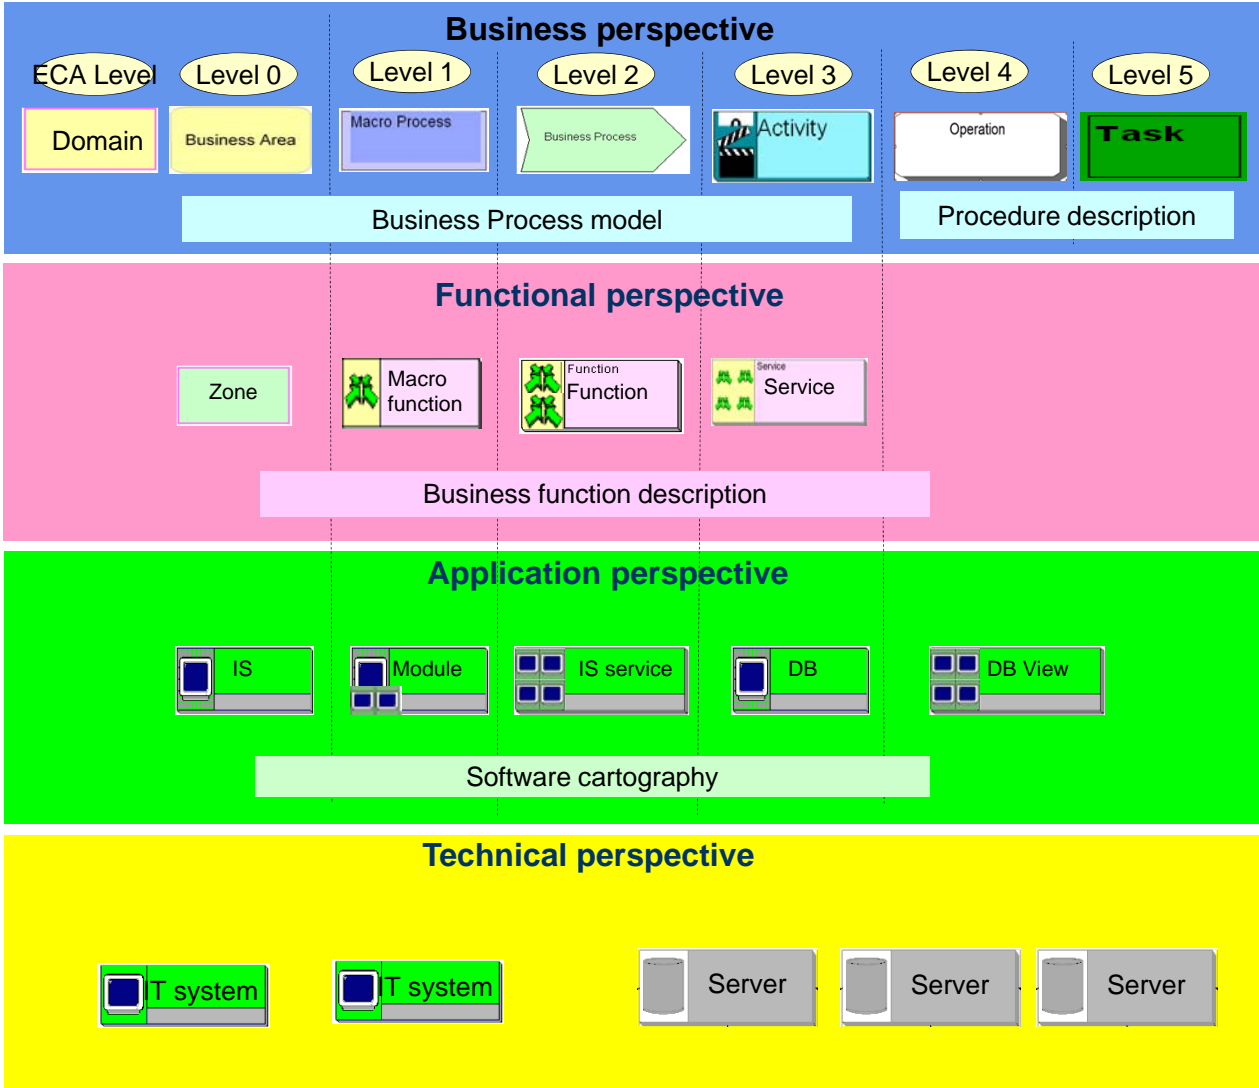 Business perspective
ECA Level
Level 0
Level 1
Level 2
Level 3
Level 4
Level 5
Domain
Business Area
Macro Process
Business Process
Activity
Operation
Task
Business Process model
Procedure description
Functional perspective
Zone
Macro
function
Function
Function
Service
Service
Business function description
Application perspective
IS
Module
IS service
DB
DB View
Software cartography
Technical perspective
IT system
IT system
Server
Server
Server